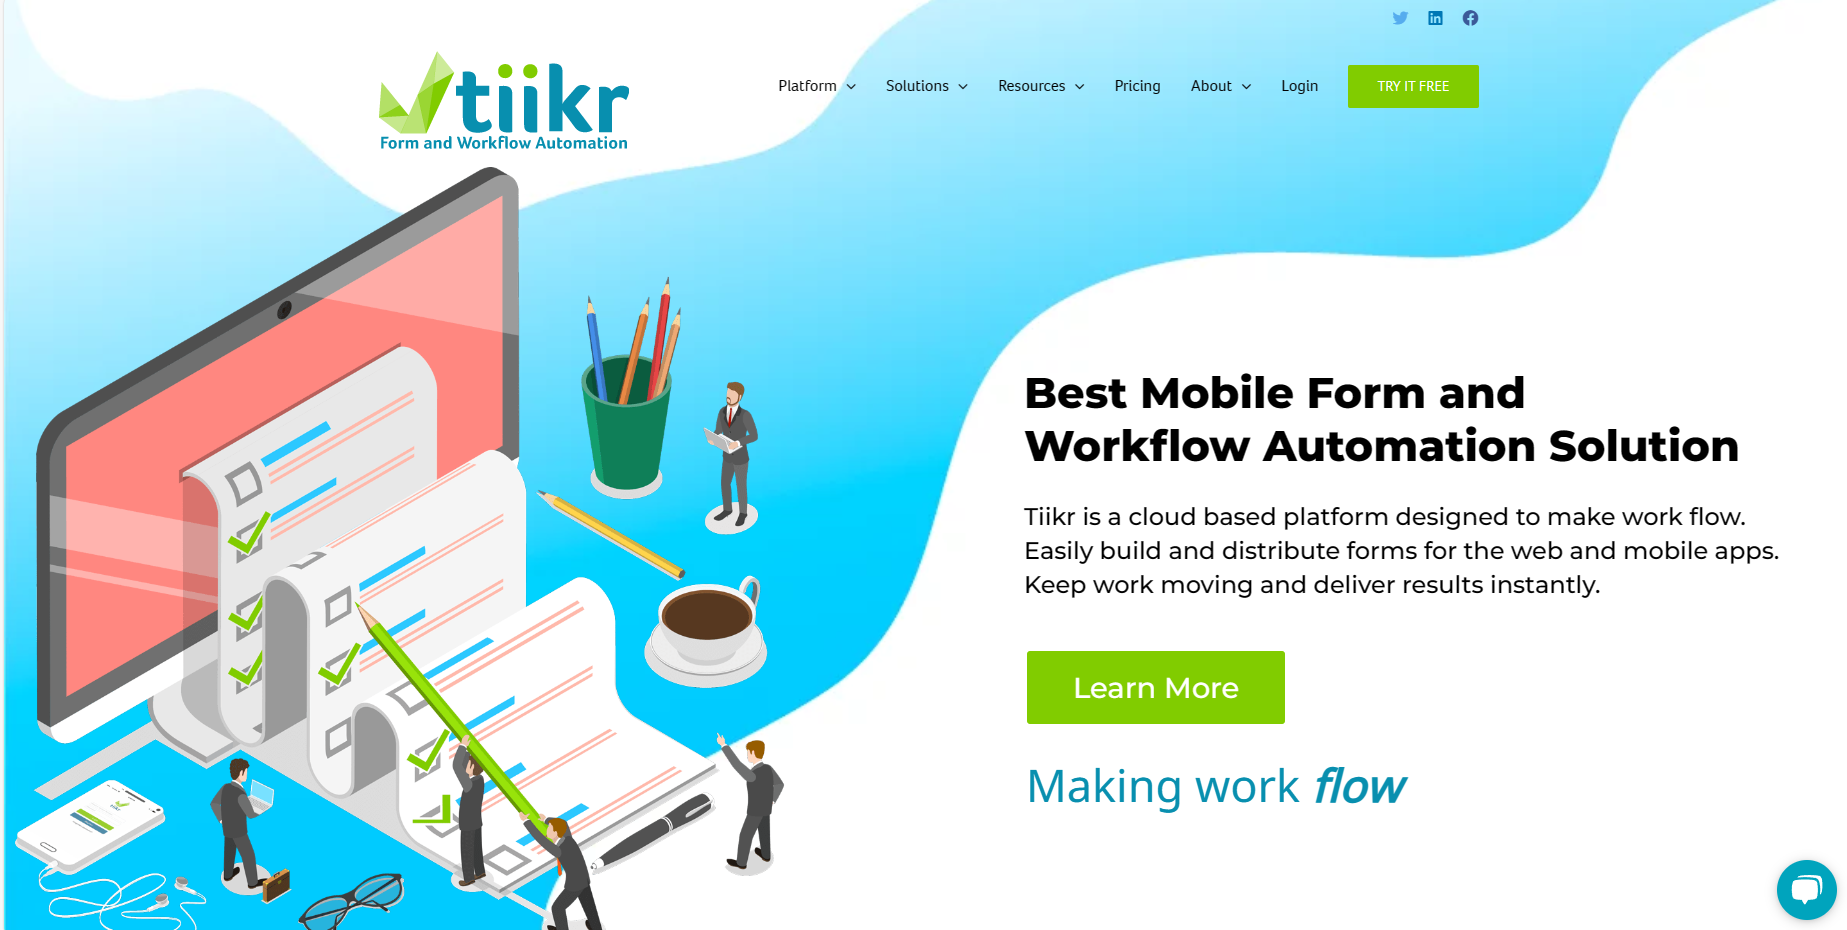 tiikr
Form and Workflow Automation
Platform Solutions Resources Pricing About Login TRY IT FREE
Best Mobile Form and
Workflow Automation Solution
Tiikr is a cloud based platform designed to make work flow.
Easily build and distribute forms for the web and mobile apps.
Keep work moving and deliver results instantly.
Learn More
Making work flow
tiikr